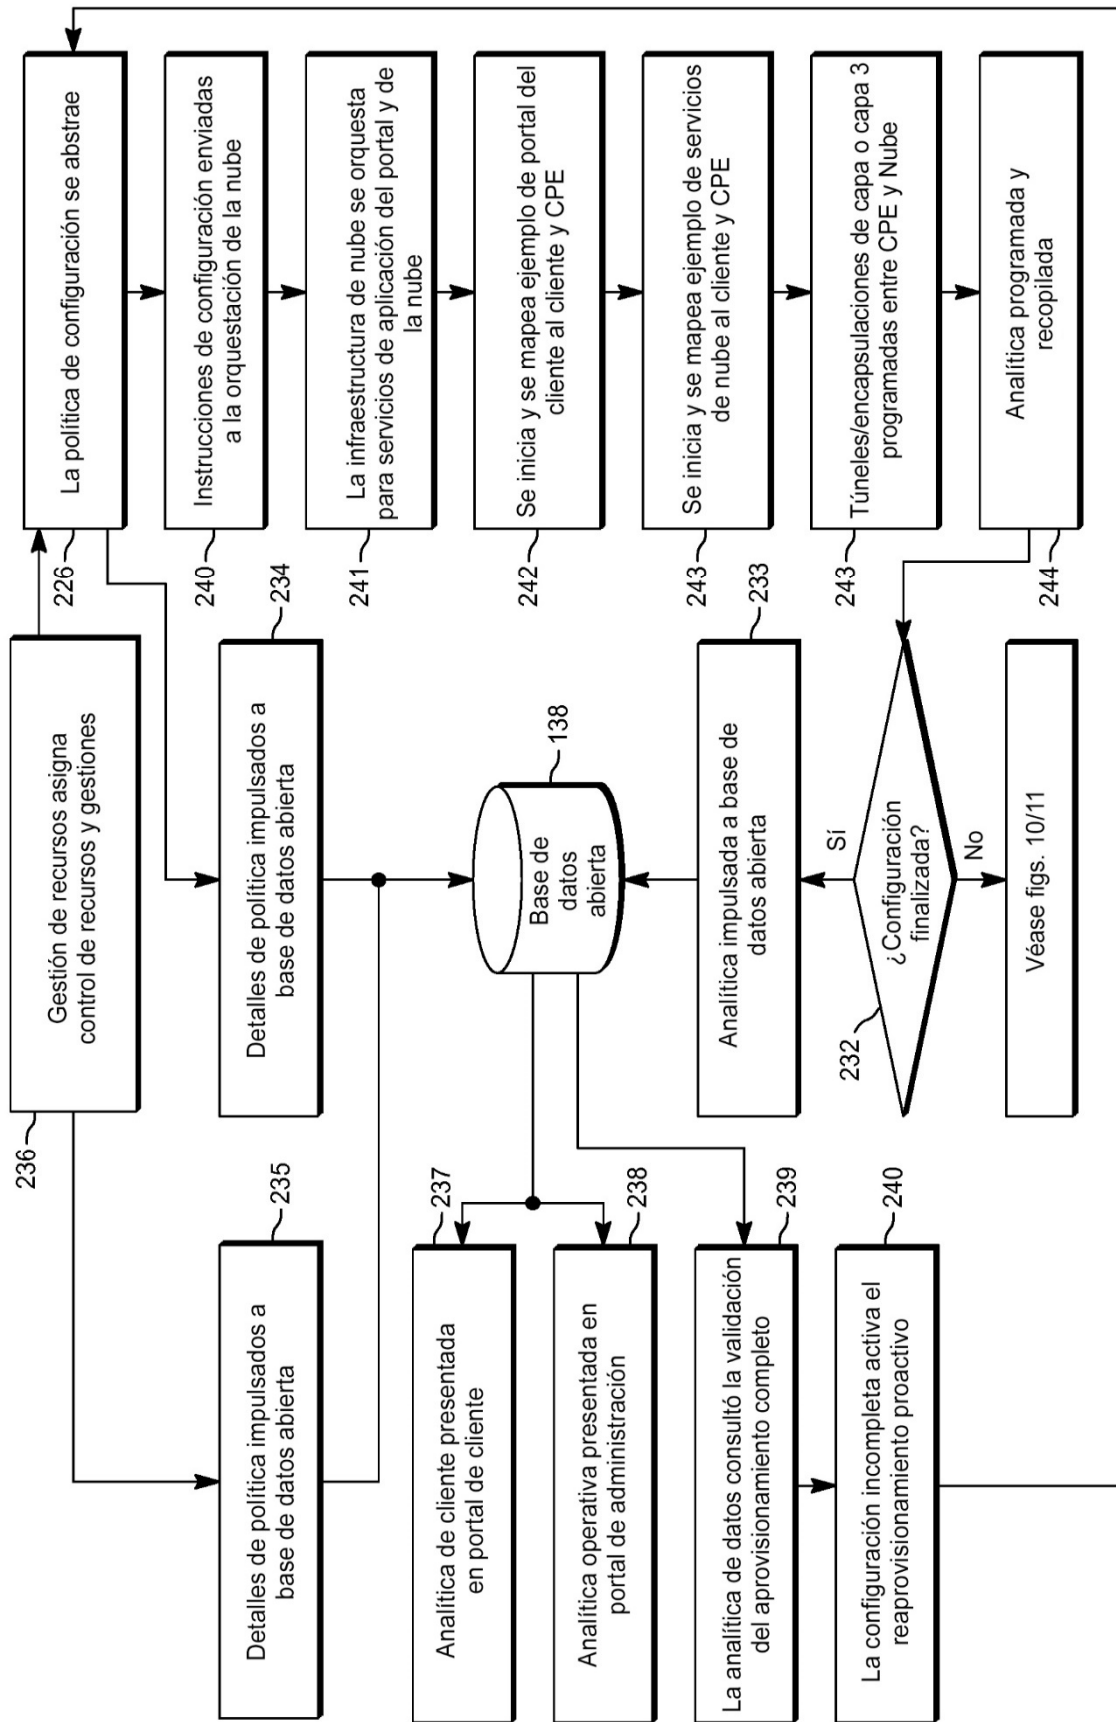 236
Gestión de recursos asigna
control de recursos y gestiones
226
La política de configuración se abstrae
235
Detalles de política impulsados a
base de datos abierta
234
Detalles de política impulsados a
base de datos abierta
240
Instrucciones de configuración enviadas
a la orquestación de la nube
241
La infraestructura de nube se orquesta
para servicios de aplicación del portal y de
la nube
237
Analítica de cliente presentada
en portal de cliente
138
Base de
datos
abierta
242
Se inicia y se mapea ejemplo de portal del
cliente al cliente y CPE
238
Analítica operativa presentada en
portal de administración
243
Se inicia y se mapea ejemplo de servicios
de nube al cliente y CPE
239
La analítica de datos consultó la validación
del aprovisionamiento completo
233
Analítica impulsada a base de
datos abierta
243
Túneles/encapsulaciones de capa o capa 3
programadas entre CPE y Nube
240
La configuración incompleta activa el
reaprovisionamiento proactivo
Sí
232
¿Configuración
finalizada?
No
244
Analítica programada y
recopilada
Véase figs. 10/11